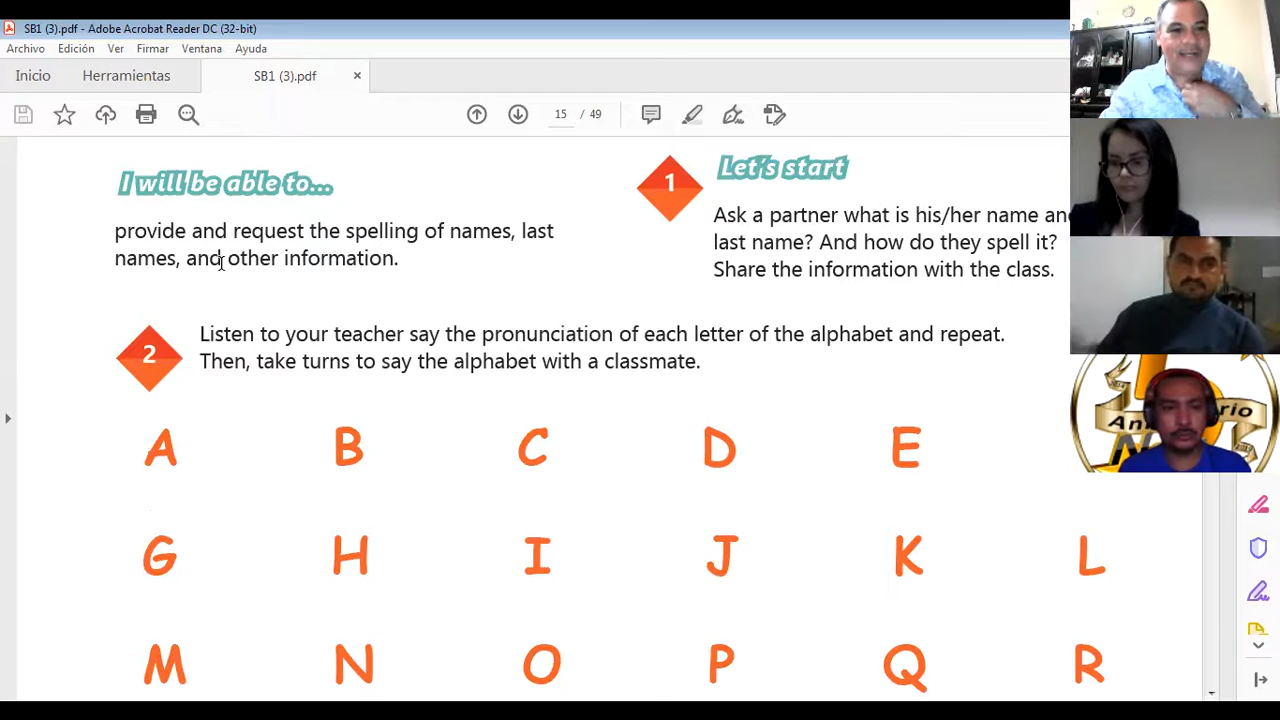 SB1 (3).pdf - Adobe Acrobat Reader DC (32-bit)
Archivo Edición Ver Firmar Ventana Ayuda
Inicio Herramientas SB1 (3).pdf ×
15 / 49
I will be able to...
provide and request the spelling of names, last
names, and other information.
1
Let's start
Ask a partner what is his/her name and
last name? And how do they spell it?
Share the information with the class.
2
Listen to your teacher say the pronunciation of each letter of the alphabet and repeat.
Then, take turns to say the alphabet with a classmate.
A B C D E
G H I J K L
M N O P Q R